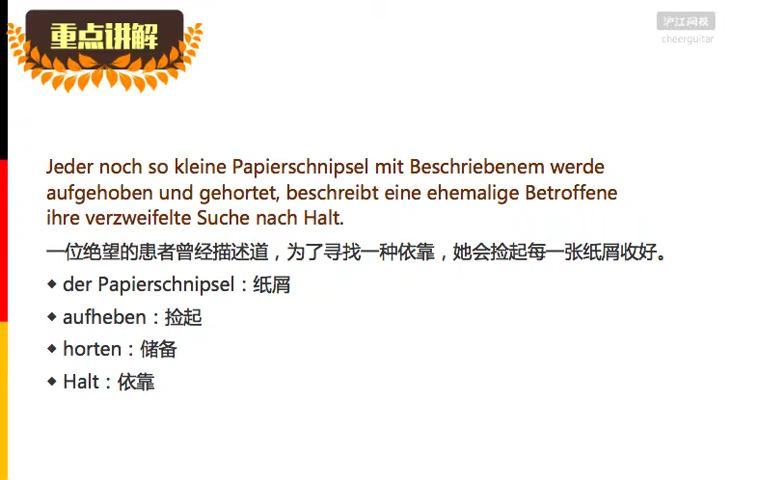 重点讲解
沪江网校
cheerguitar
Jeder noch so kleine Papierschnipsel mit Beschriebenem werde
aufgehoben und gehortet, beschreibt eine ehemalige Betroffene
ihre verzweifelte Suche nach Halt.
一位绝望的患者曾经描述道，为了寻找一种依靠，她会捡起每一张纸屑收好。
◆ der Papierschnipsel：纸屑
◆ aufheben：捡起
◆ horten：储备
◆ Halt：依靠